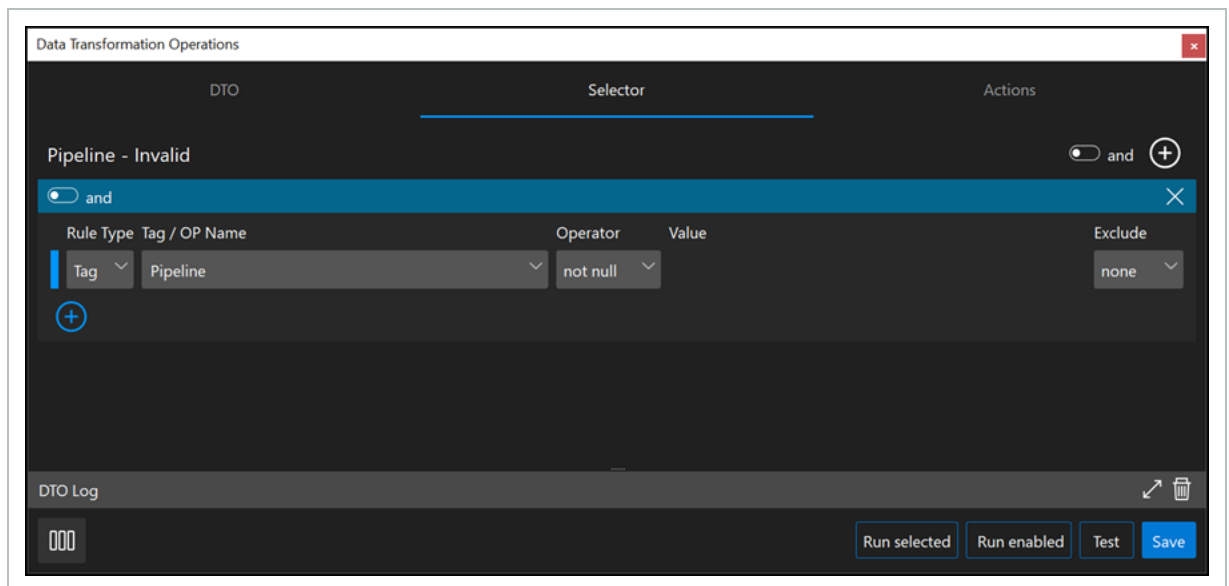 Data Transformation Operations
DTO Selector Actions
Pipeline - Invalid and
and
Rule Type Tag / OP Name Operator Value Exclude
Tag Pipeline not null none
DTO Log
Run selected Run enabled Test Save